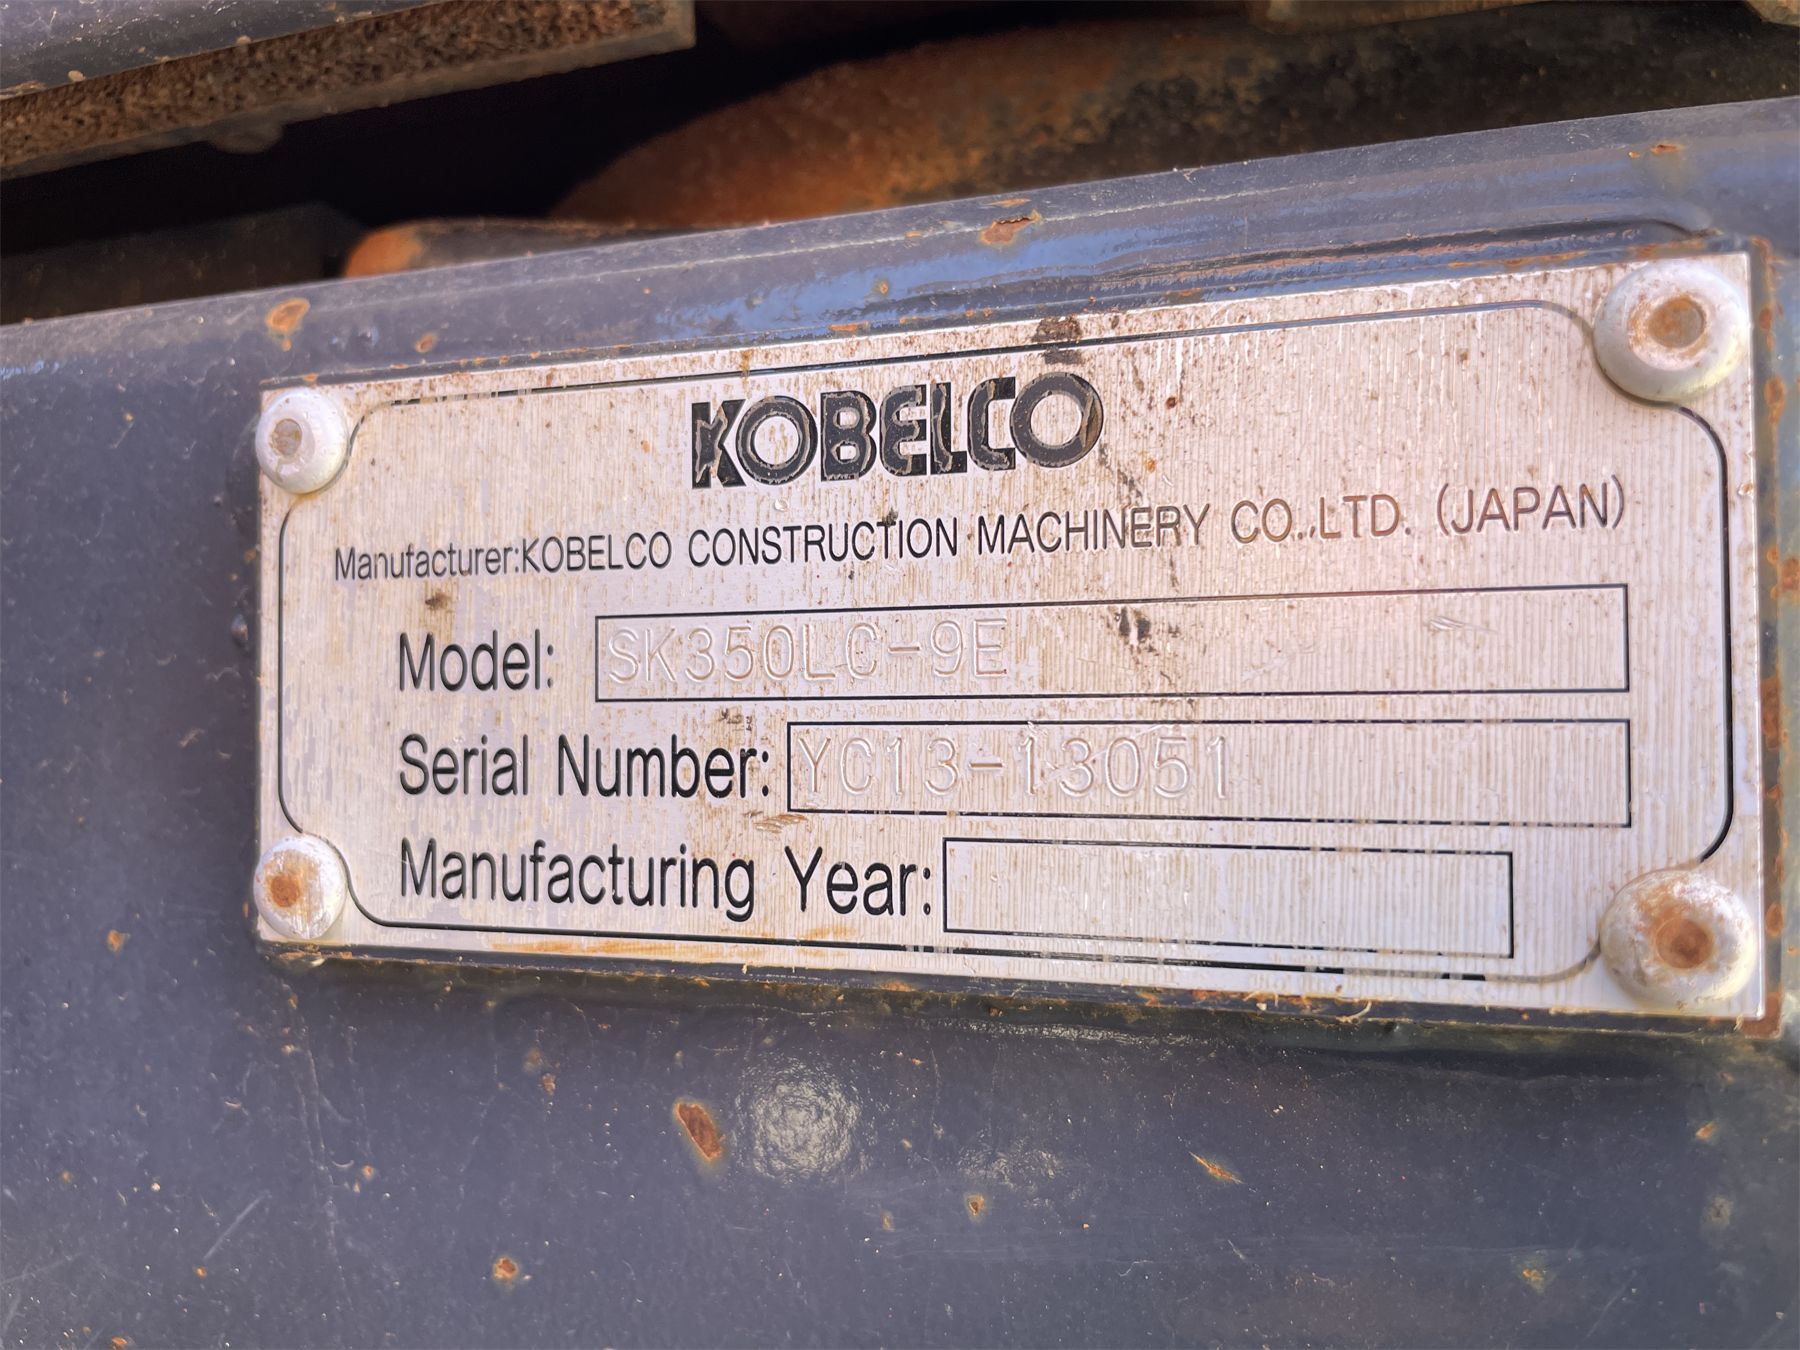 KOBELCO
Manufacturer:KOBELCO CONSTRUCTION MACHINERY CO.,LTD. (JAPAN)
Model: SK350LC-9E
Serial Number: YC13-13051
Manufacturing Year: